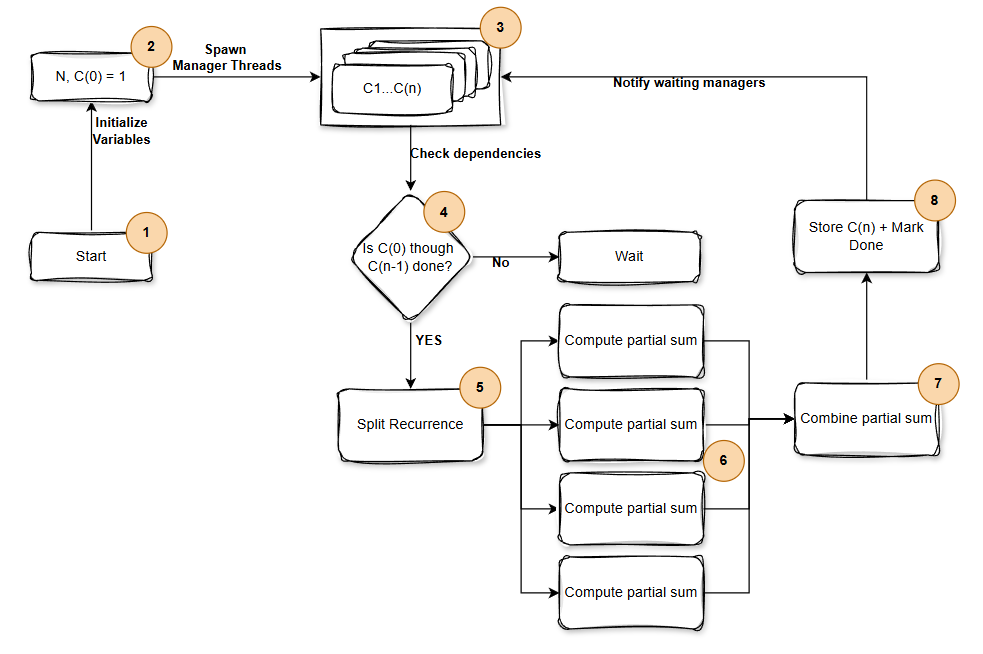 1
Start
Initialize
Variables
2
N, C(0) = 1
Spawn
Manager Threads
3
C1...C(n)
Check dependencies
4
Is C(0) though
C(n-1) done?
No
Wait
YES
5
Split Recurrence
Compute partial sum
Compute partial sum
6
Compute partial sum
Compute partial sum
7
Combine partial sum
8
Store C(n) + Mark
Done
Notify waiting managers